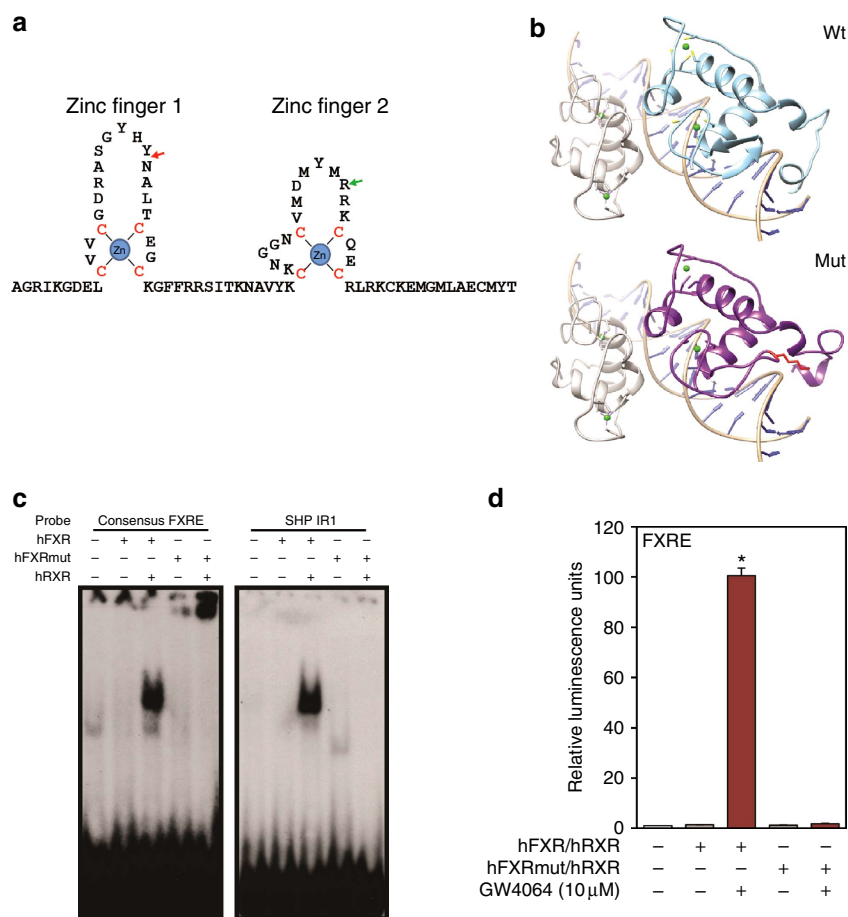 a
Zinc finger 1
Zinc finger 2
G Y H
S Y
A N
R A
D L
G T
C C
V Zn E
V G
C C
M Y M
M R
D R
M K
V
C C
N Q
G Zn
G E
N
K C C
AGRIKGDEL
KGFFRRSITKNAVYK
RLRKCKEMGMLAECMYT
b
Wt
Mut
c
Probe Consensus FXRE SHP IR1
hFXR – + + – – – + + – –
hFXRmut – – – + + – – – + +
hRXR – – + – + – – + – +
d
FXRE
*
Relative luminescence units
120
100
80
60
40
20
0
hFXR/hRXR – + + – –
hFXRmut/hRXR – – – + +
GW4064 (10 µM) – – + – +